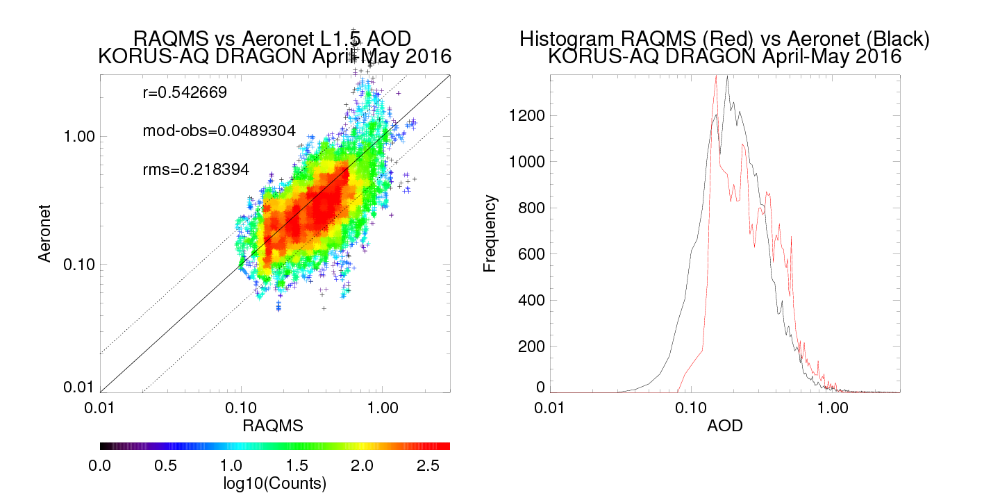 RAQMS vs Aeronet L1.5 AOD
KORUS-AQ DRAGON April-May 2016
r=0.542669
mod-obs=0.0489304
rms=0.218394
1.00
0.10
0.01
Aeronet
0.01 0.10 1.00
RAQMS
0.0 0.5 1.0 1.5 2.0 2.5
log10(Counts)
Histogram RAQMS (Red) vs Aeronet (Black)
KORUS-AQ DRAGON April-May 2016
1200
1000
800
600
400
200
0
Frequency
0.01 0.10 1.00
AOD